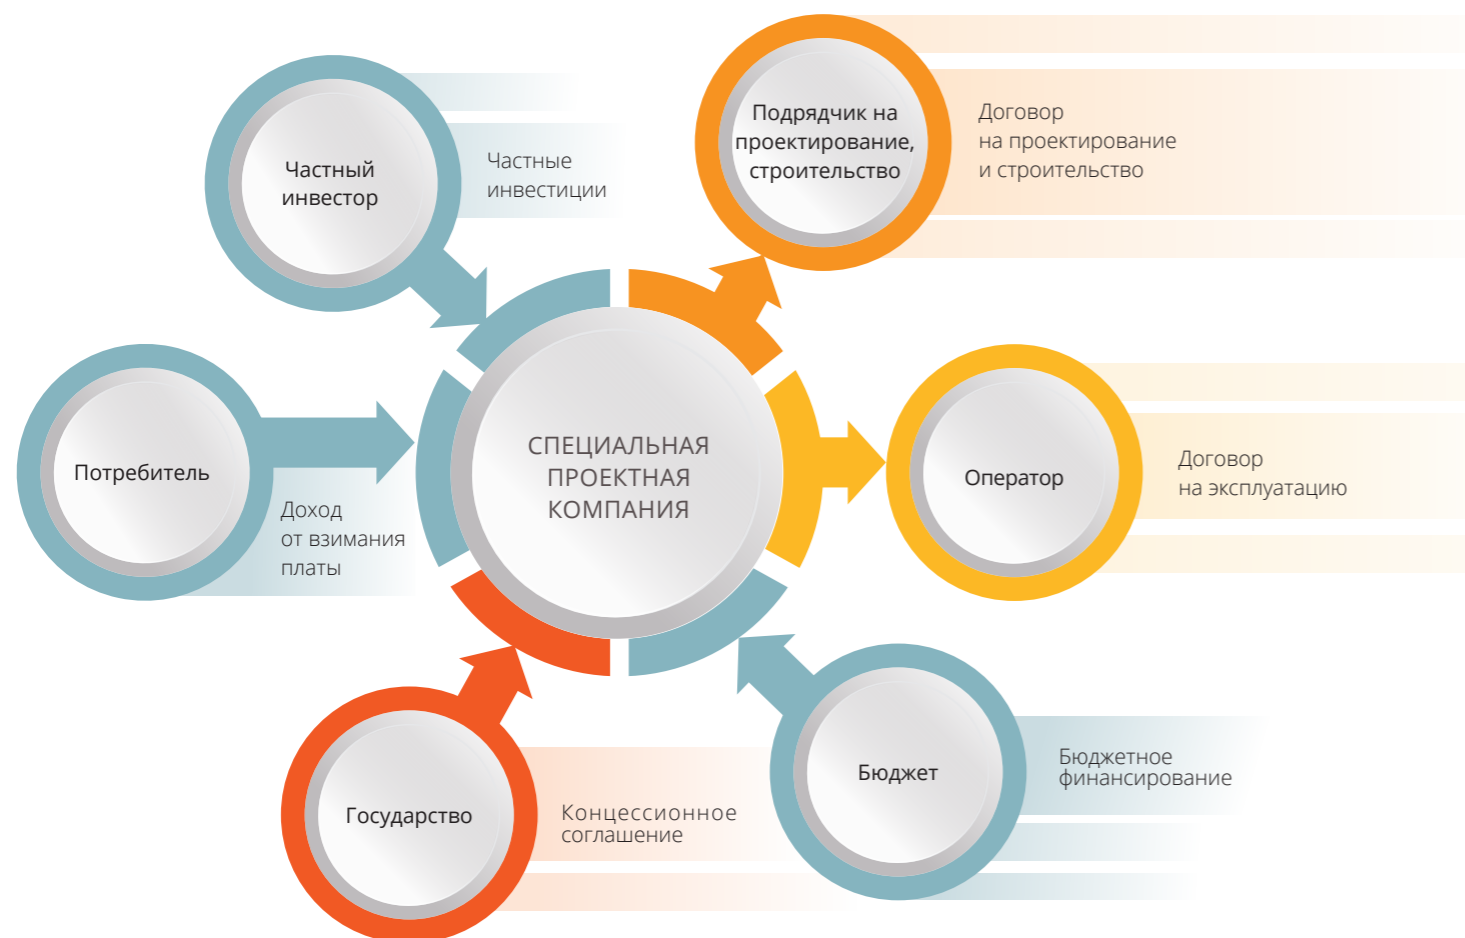 Частный
инвестор
Частные
инвестиции
Подрядчик на
проектирование,
строительство
Договор
на проектирование
и строительство
Потребитель
Доход
от взимания
платы
СПЕЦИАЛЬНАЯ
ПРОЕКТНАЯ
КОМПАНИЯ
Оператор
Договор
на эксплуатацию
Государство
Концессионное
соглашение
Бюджет
Бюджетное
финансирование